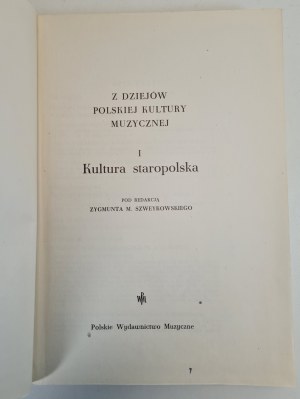 Z DZIEJÓW
POLSKIEJ KULTURY
MUZYCZNEJ
I
Kultura staropolska
POD REDAKCJĄ
ZYGMUNTA M. SZWEYKOWSKIEGO
Polskie Wydawnictwo Muzyczne